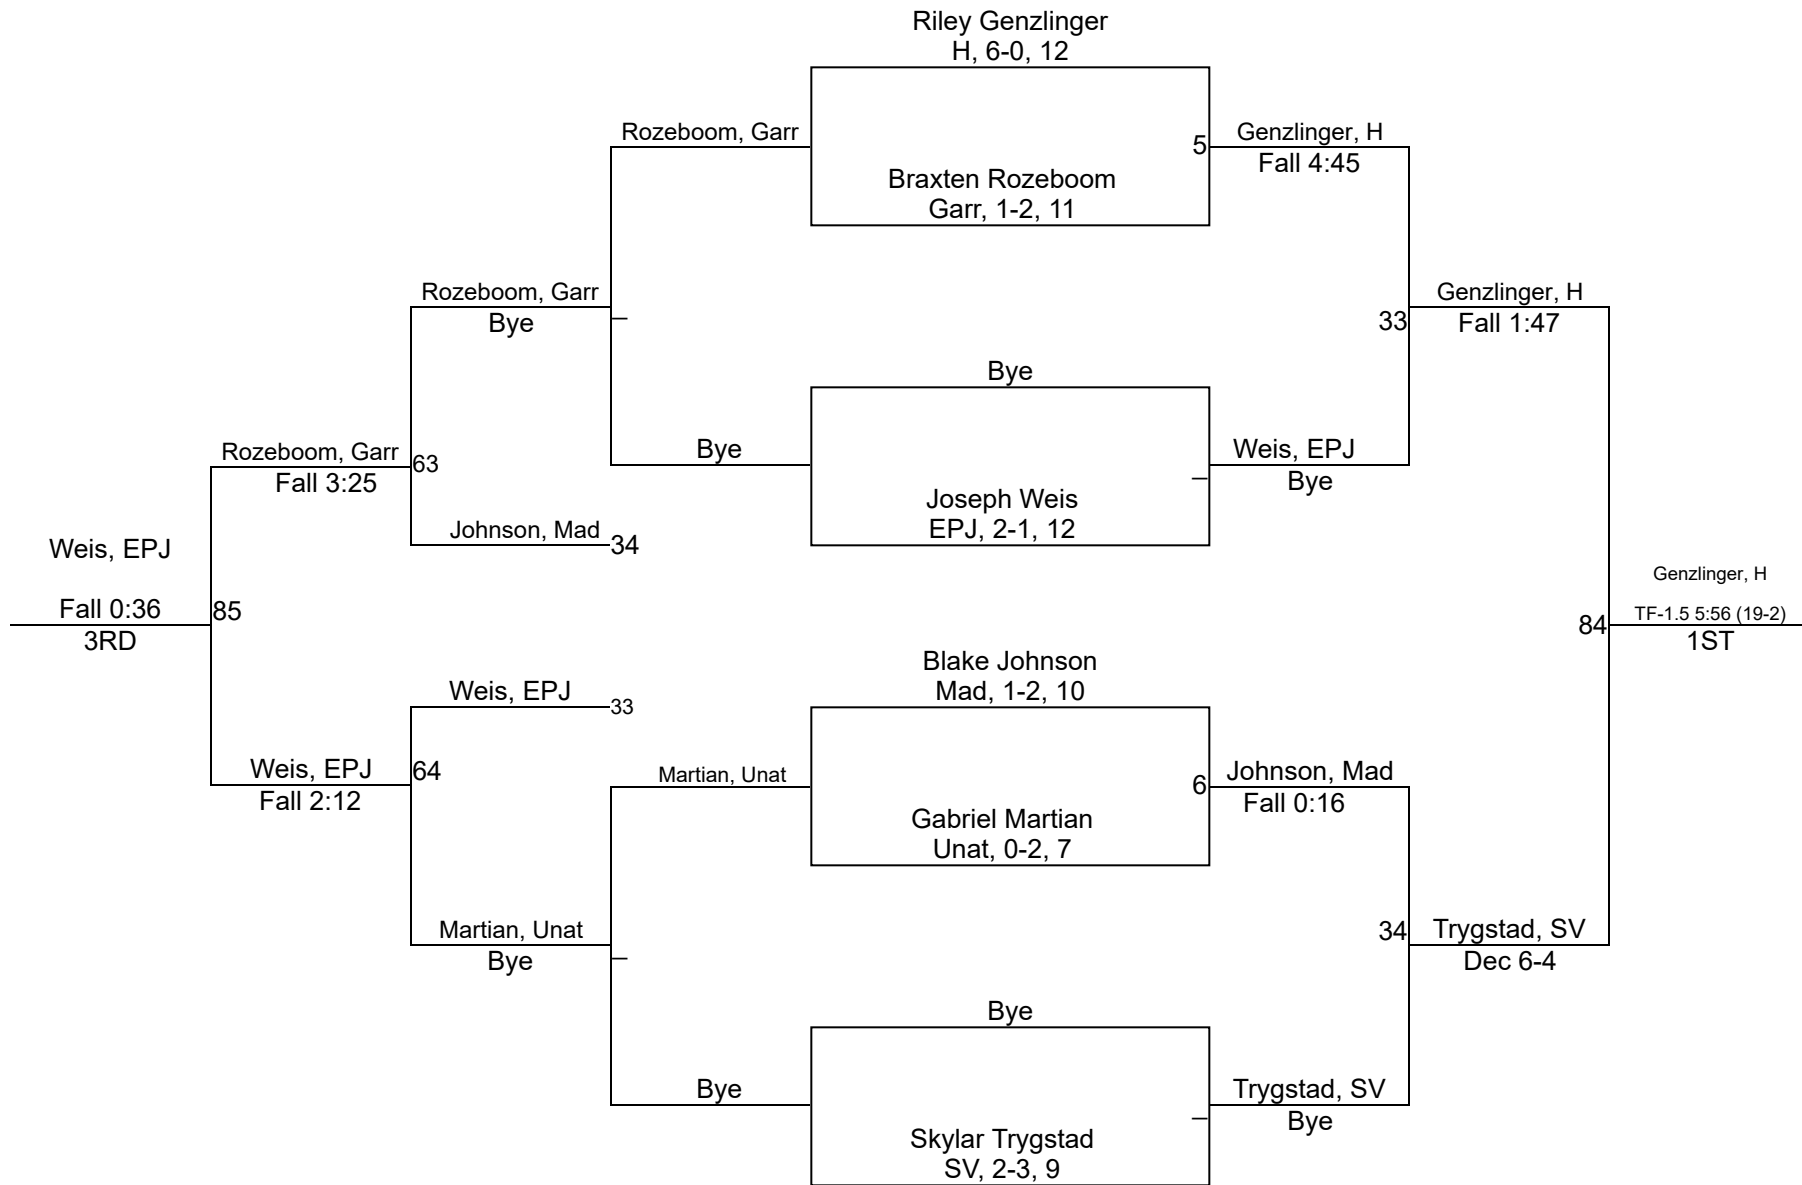 Riley Genzlinger
H, 6-0, 12
Rozeboom, Garr
5
Genzlinger, H
Fall 4:45
Braxten Rozeboom
Garr, 1-2, 11
Rozeboom, Garr
Bye
33
Genzlinger, H
Fall 1:47
Bye
Bye
Weis, EPJ
Bye
Rozeboom, Garr
Fall 3:25
63
Joseph Weis
EPJ, 2-1, 12
Johnson, Mad
34
Weis, EPJ
Fall 0:36
3RD
85
Genzlinger, H
TF-1.5 5:56 (19-2)
1ST
84
Blake Johnson
Mad, 1-2, 10
Weis, EPJ
33
Weis, EPJ
Fall 2:12
64
Martian, Unat
6
Johnson, Mad
Fall 0:16
Gabriel Martian
Unat, 0-2, 7
Martian, Unat
Bye
34
Trygstad, SV
Dec 6-4
Bye
Bye
Trygstad, SV
Bye
Skylar Trygstad
SV, 2-3, 9